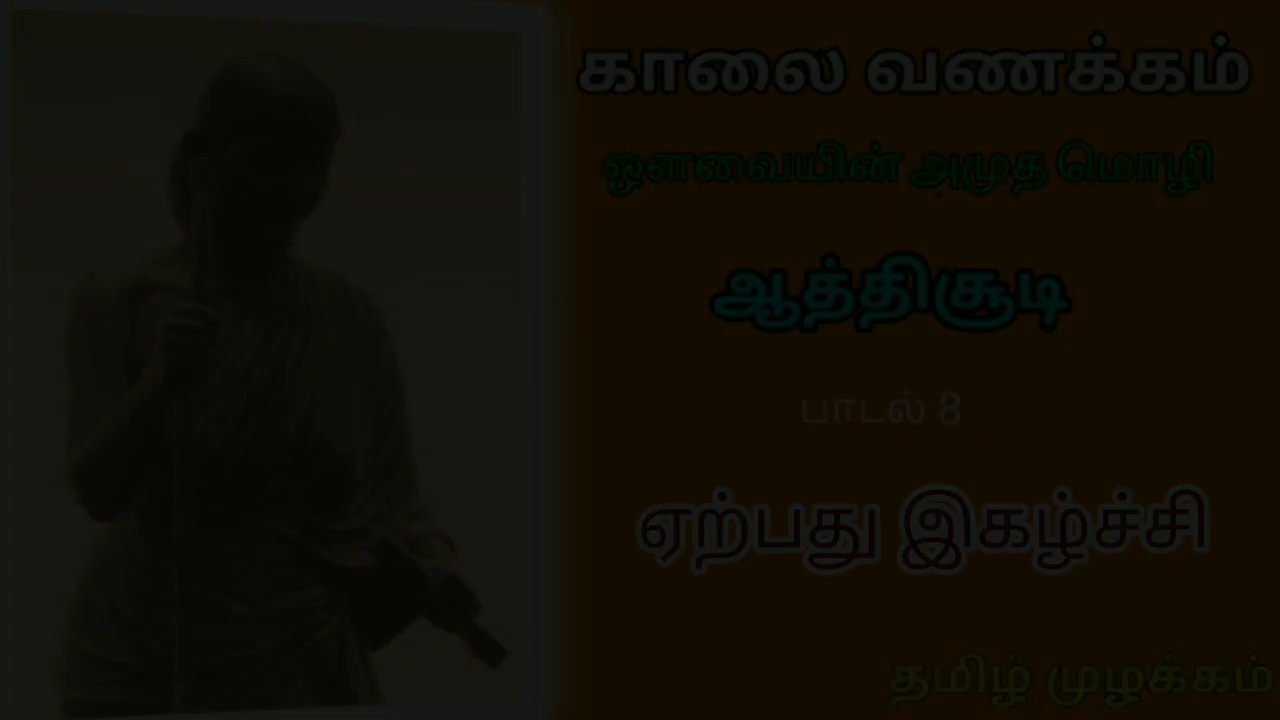 காலை வணக்கம்
ஔவையின் அமுத மொழி
ஆத்திசூடி
பாடல் 8
ஏற்பது இகழ்ச்சி
தமிழ் முழக்கம்